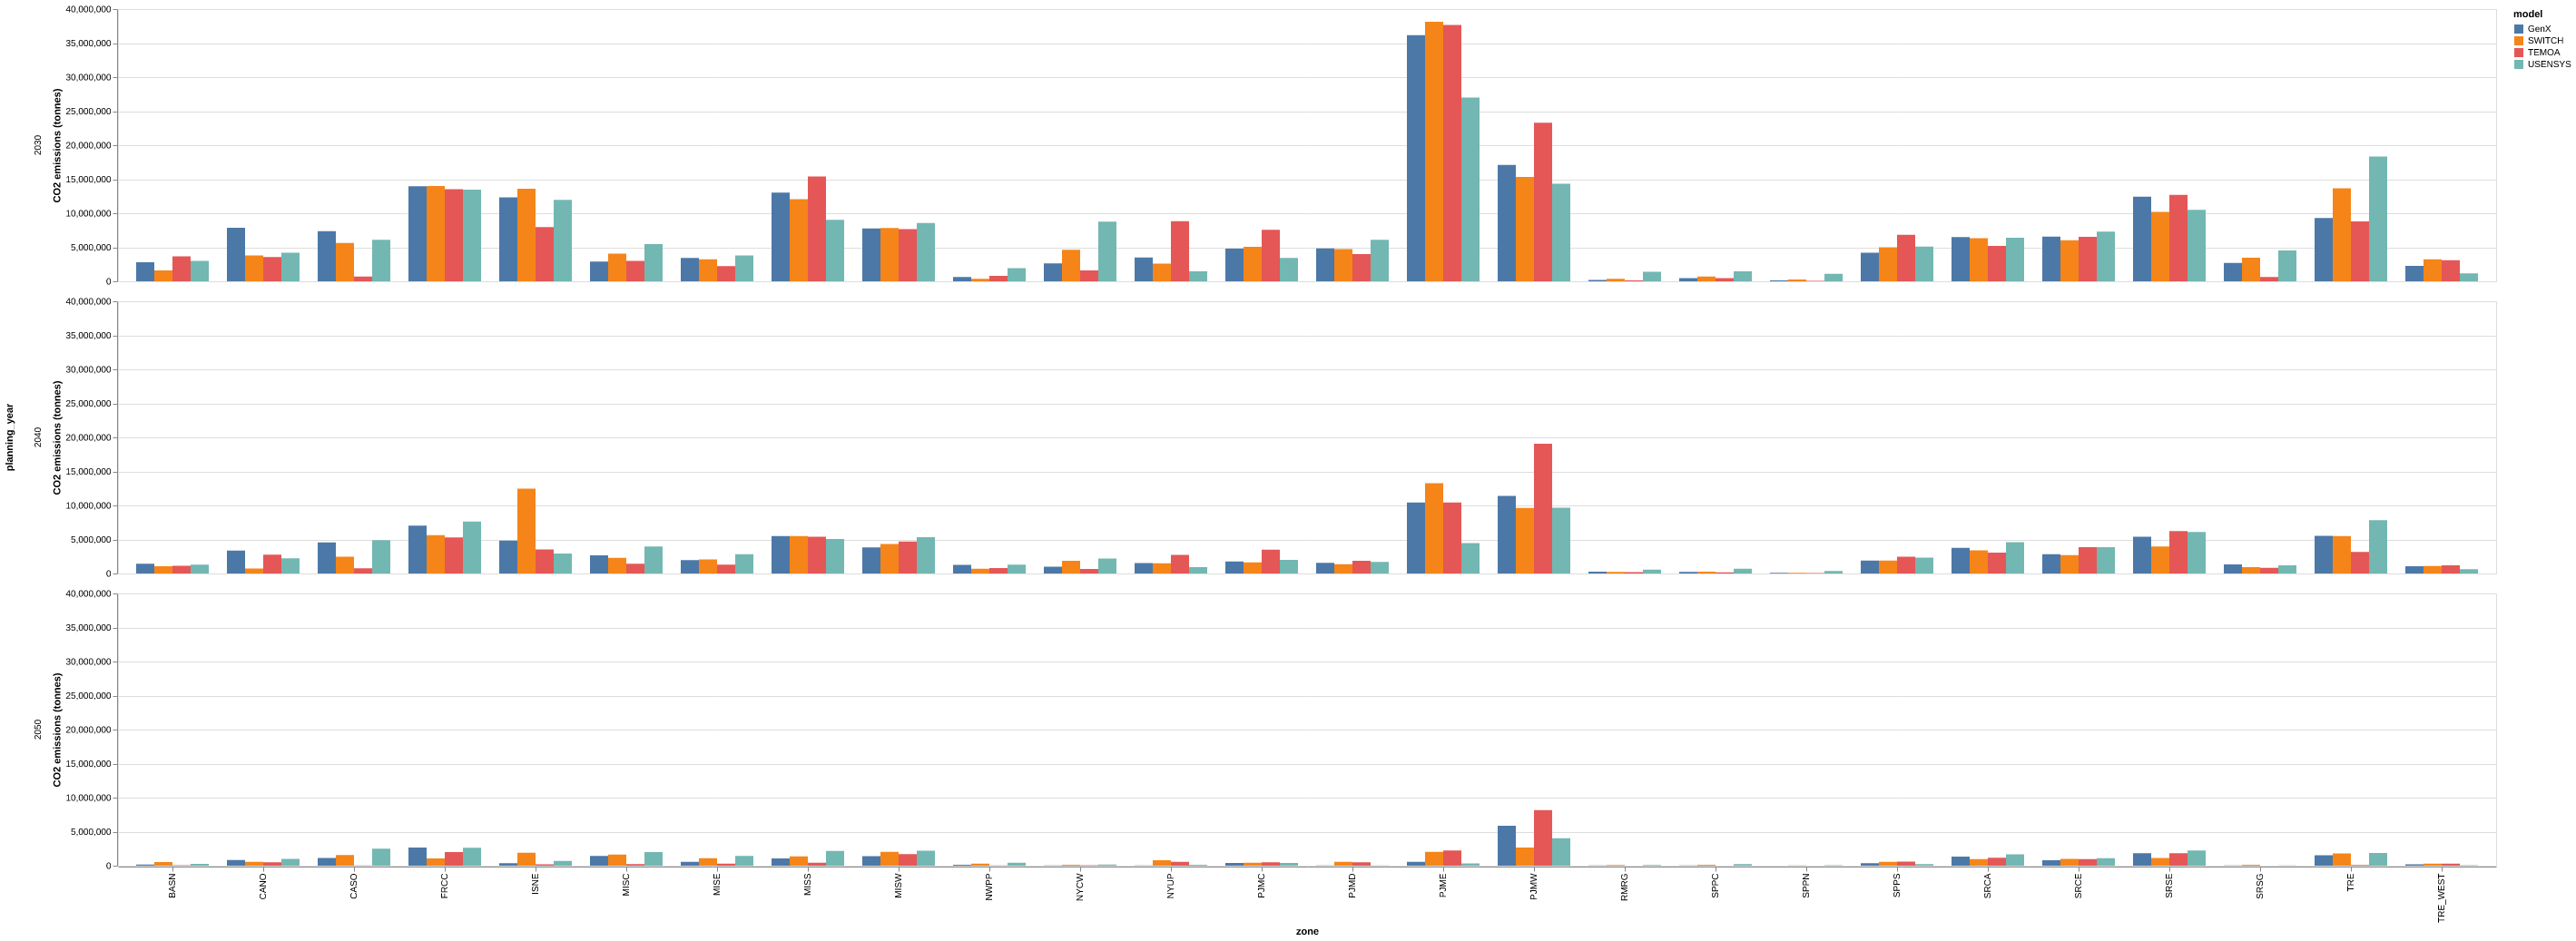 model
GenX
SWITCH
TEMOA
USENSYS
planning_year
2030
CO2 emissions (tonnes)
40,000,000
35,000,000
30,000,000
25,000,000
20,000,000
15,000,000
10,000,000
5,000,000
0
2040
CO2 emissions (tonnes)
40,000,000
35,000,000
30,000,000
25,000,000
20,000,000
15,000,000
10,000,000
5,000,000
0
2050
CO2 emissions (tonnes)
40,000,000
35,000,000
30,000,000
25,000,000
20,000,000
15,000,000
10,000,000
5,000,000
0
BASN
CANO
CASO
FRCC
ISNE
MISC
MISE
MISS
MISW
NWPP
NYCW
NYUP
PJMC
PJMD
PJME
PJMW
RMRG
SPPC
SPPN
SPPS
SRCA
SRCE
SRSE
SRSG
TRE
TRE_WEST
zone